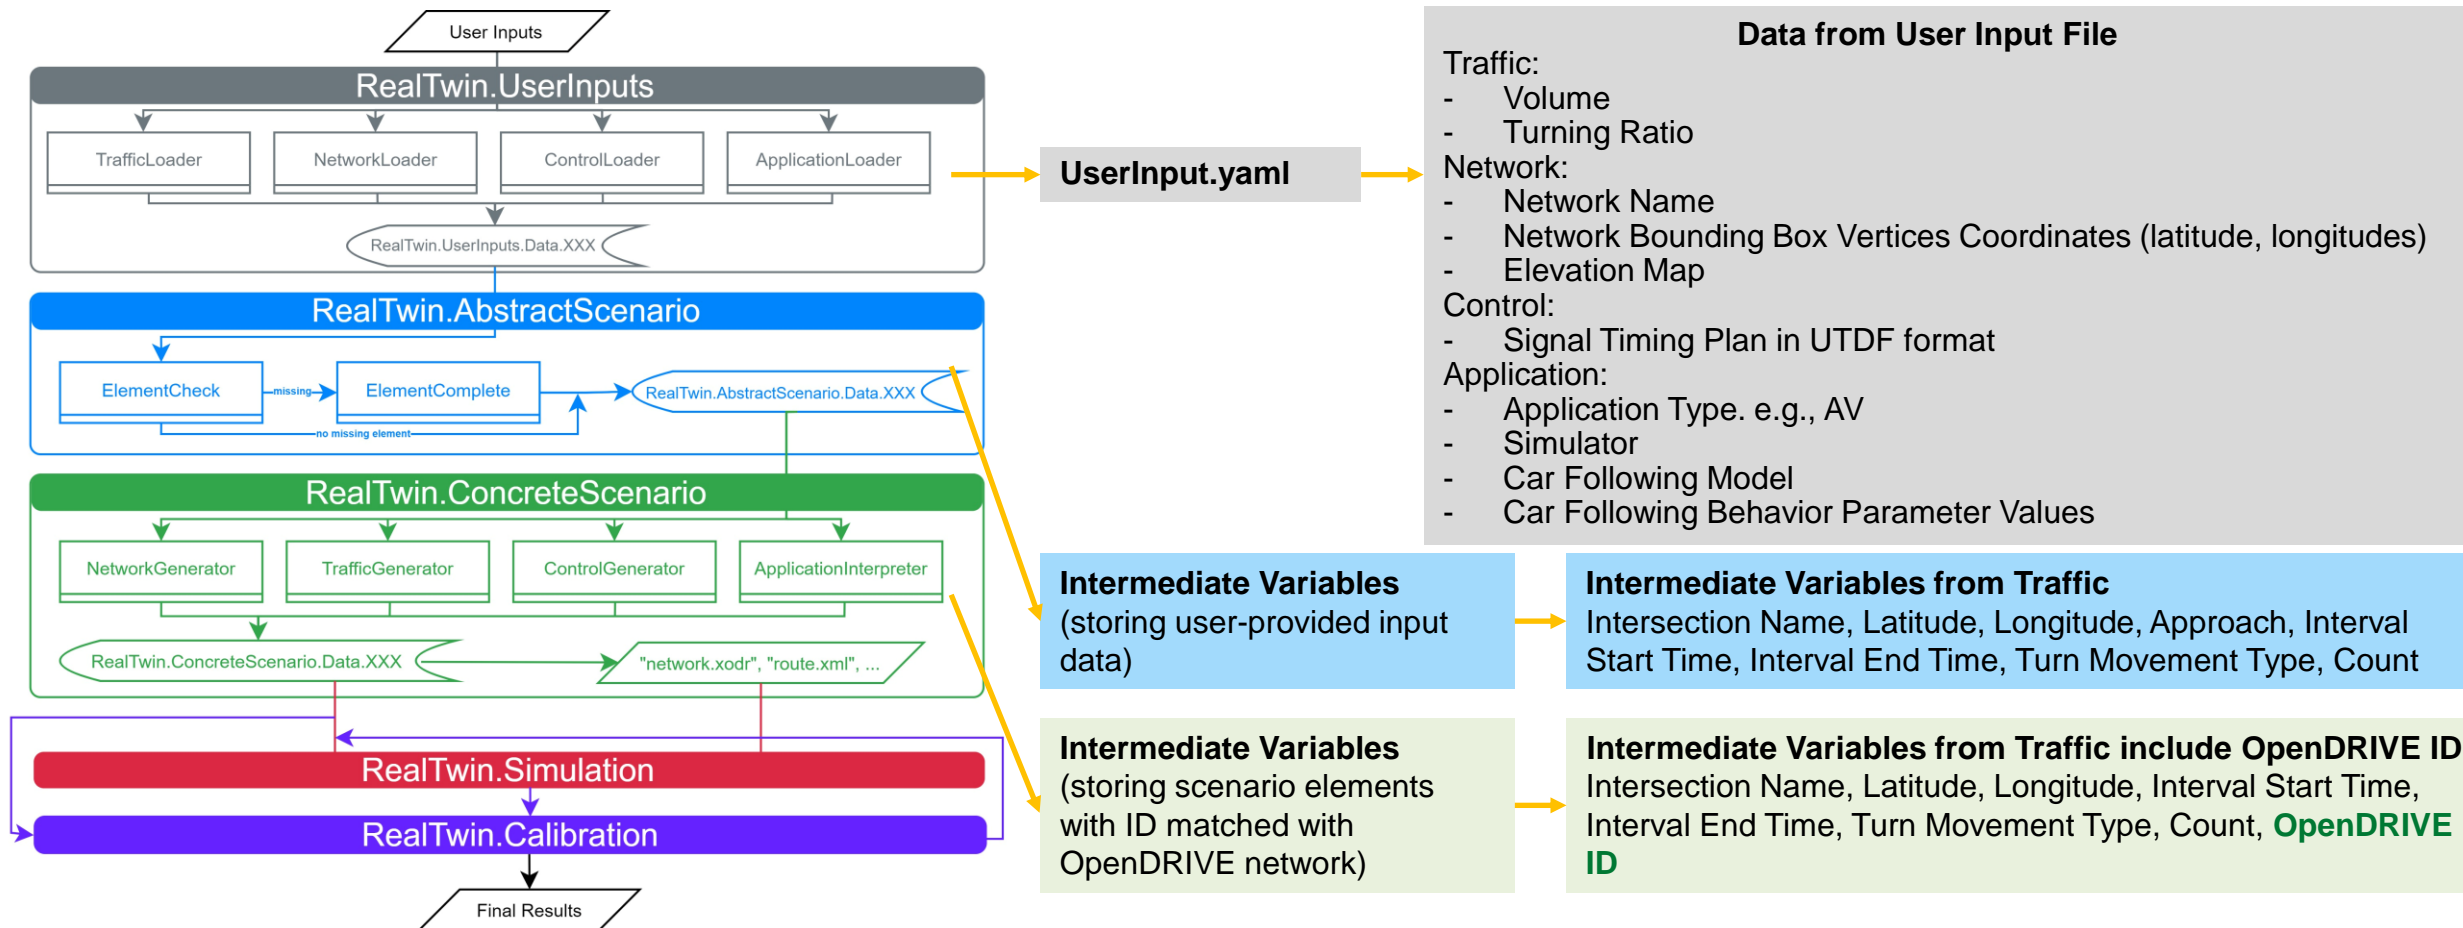 User Inputs
RealTwin.UserInputs
TrafficLoader
NetworkLoader
ControlLoader
ApplicationLoader
RealTwin.UserInputs.Data.XXX
RealTwin.AbstractScenario
ElementCheck
missing
ElementComplete
RealTwin.AbstractScenario.Data.XXX
no missing element
RealTwin.ConcreteScenario
NetworkGenerator
TrafficGenerator
ControlGenerator
ApplicationInterpreter
RealTwin.ConcreteScenario.Data.XXX
"network.xodr", "route.xml", ...
RealTwin.Simulation
RealTwin.Calibration
Final Results
UserInput.yaml
Data from User Input File
Traffic:
- Volume
- Turning Ratio
Network:
- Network Name
- Network Bounding Box Vertices Coordinates (latitude, longitudes)
- Elevation Map
Control:
- Signal Timing Plan in UTDF format
Application:
- Application Type. e.g., AV
- Simulator
- Car Following Model
- Car Following Behavior Parameter Values
Intermediate Variables
(storing user-provided input
data)
Intermediate Variables from Traffic
Intersection Name, Latitude, Longitude, Approach, Interval
Start Time, Interval End Time, Turn Movement Type, Count
Intermediate Variables
(storing scenario elements
with ID matched with
OpenDRIVE network)
Intermediate Variables from Traffic include OpenDRIVE ID
Intersection Name, Latitude, Longitude, Interval Start Time,
Interval End Time, Turn Movement Type, Count, OpenDRIVE
ID